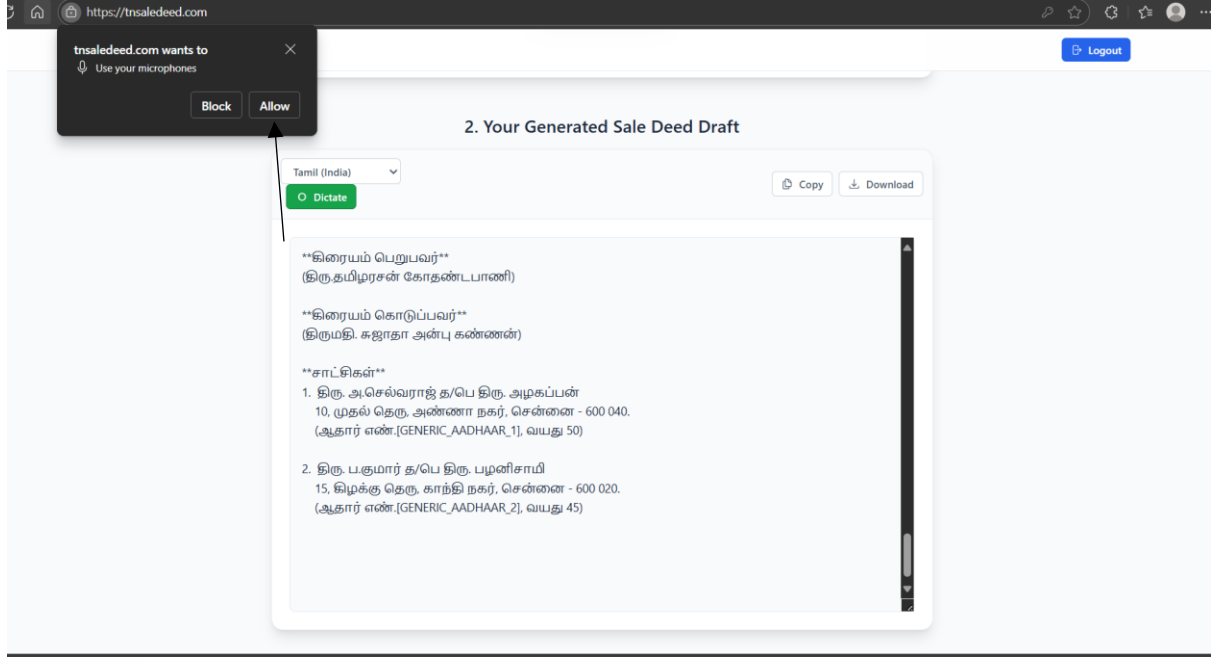 https://tnsaledeed.com
tnsaledeed.com wants to
Use your microphones
Block
Allow
Logout
2. Your Generated Sale Deed Draft
Tamil (India)
Dictate
Copy
Download
**கிரையம் பெறுபவர்**
(திரு.தமிழரசன் கோதண்டபாணி)
**கிரையம் கொடுப்பவர்**
(திருமதி. சுஜாதா அன்பு கண்ணன்)
**சாட்சிகள்**
1. திரு. அ.செல்வராஜ் த/பெ திரு. அழகப்பன்
10, முதல் தெரு, அண்ணா நகர், சென்னை - 600 040.
(ஆதார் எண்.[GENERIC_AADHAAR_1], வயது 50)
2. திரு. ப.குமார் த/பெ திரு. பழனிசாமி
15, கிழக்கு தெரு, காந்தி நகர், சென்னை - 600 020.
(ஆதார் எண்.[GENERIC_AADHAAR_2], வயது 45)